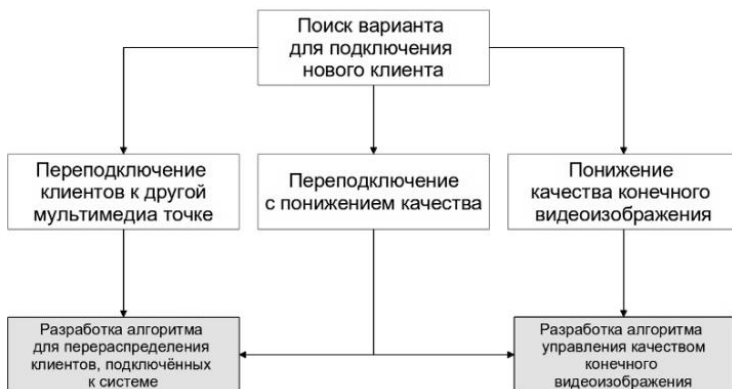 Поиск варианта
для подключения
нового клиента
Переподключение
клиентов к другой
мультимедиа точке
Переподключение
с понижением качества
Понижение
качества конечного
видеоизображения
Разработка алгоритма
для перераспределения
клиентов, подключённых
к системе
Разработка алгоритма
управления качеством
конечного
видеоизображения